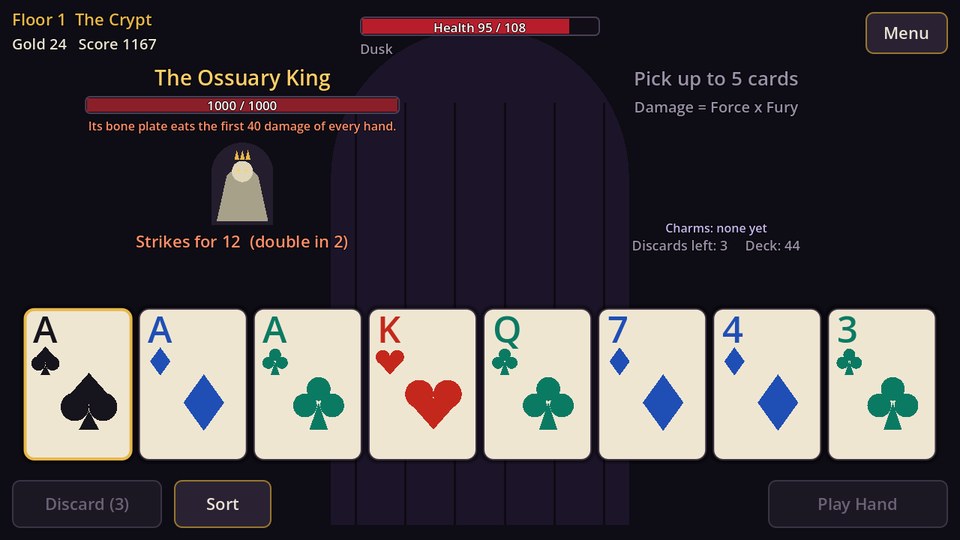 Floor 1 The Crypt
Gold 24 Score 1167
Health 95 / 108
Dusk
Menu
The Ossuary King
1000 / 1000
Its bone plate eats the first 40 damage of every hand.
Strikes for 12 (double in 2)
Pick up to 5 cards
Damage = Force x Fury
Charms: none yet
Discards left: 3 Deck: 44
A A A K Q 7 4 3
Discard (3)
Sort
Play Hand